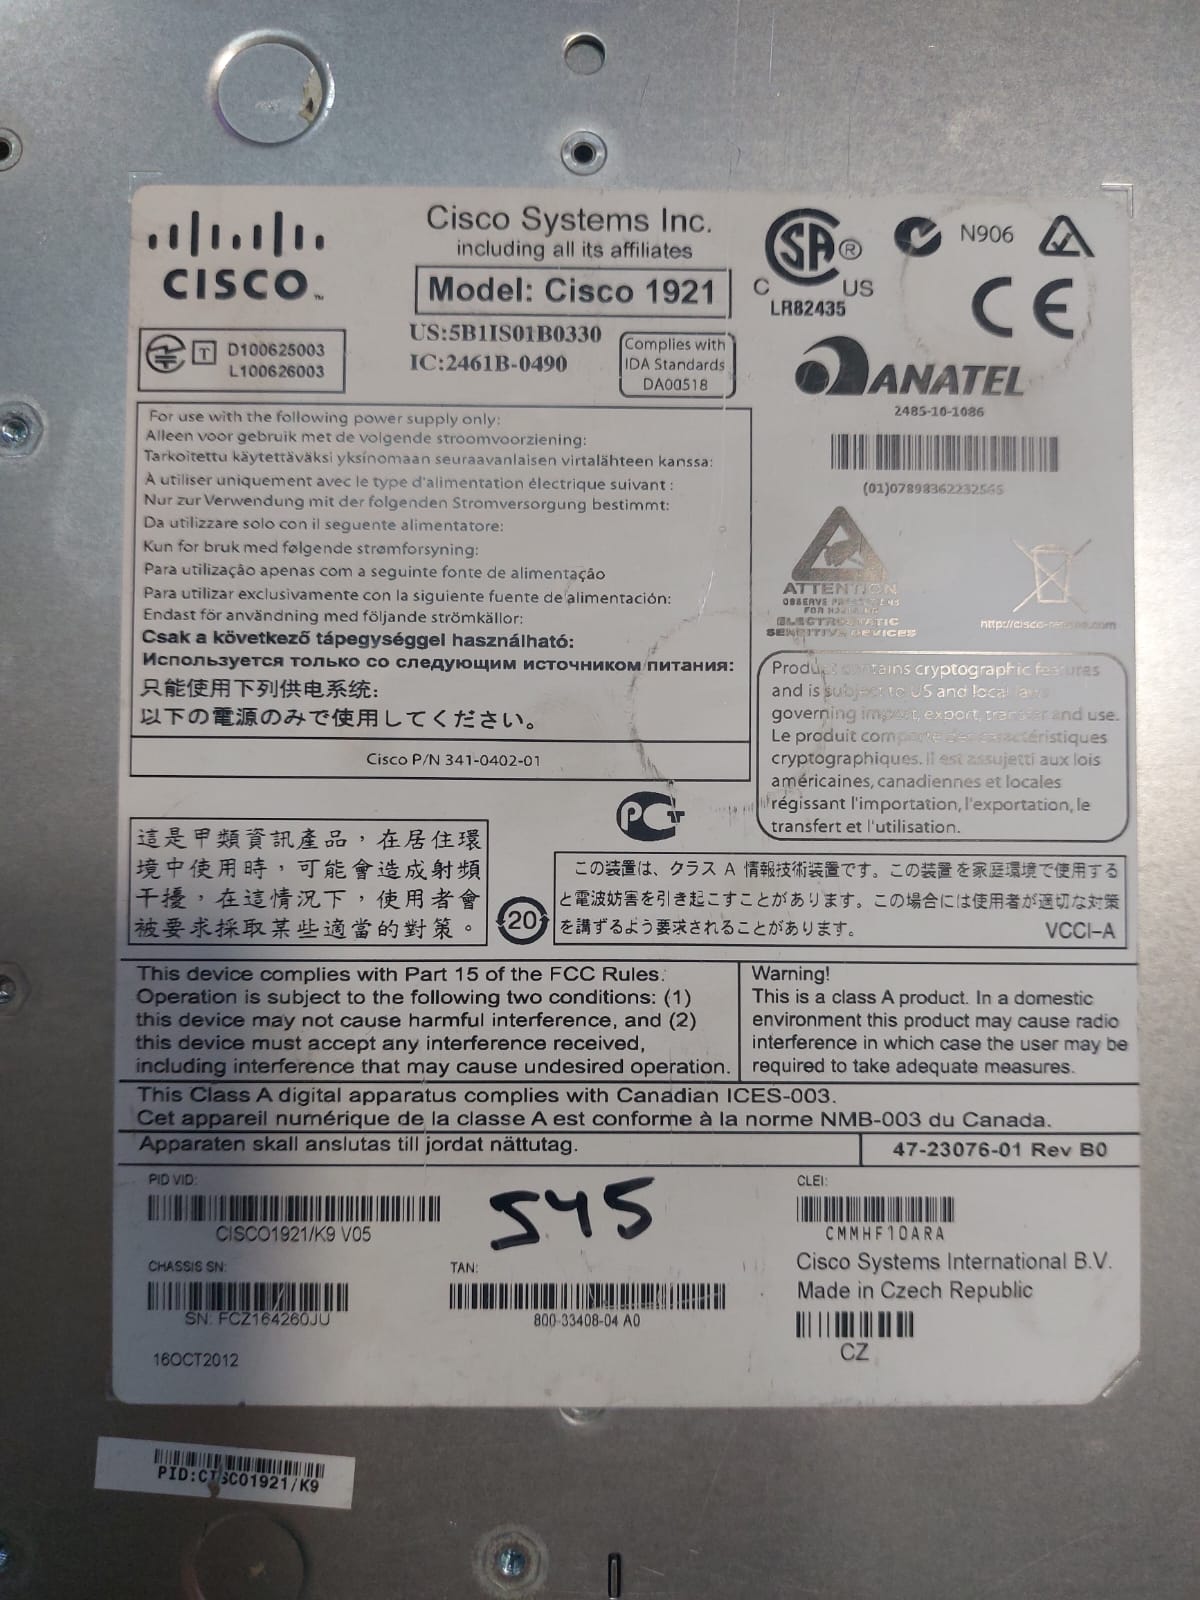 CISCO™
Cisco Systems Inc.
including all its affiliates
Model: Cisco 1921
US:5B1IS01B0330
IC:2461B-0490
Complies with
IDA Standards
DA00518
T D100625003
L100626003
SA ®
C US
LR82435
N906
CE
ANATEL
2485-10-1086
(01)07898362232565
For use with the following power supply only:
Alleen voor gebruik met de volgende stroomvoorziening:
Tarkoitettu käytettäväksi yksinomaan seuraavanlaisen virtalähteen kanssa:
À utiliser uniquement avec le type d'alimentation électrique suivant :
Nur zur Verwendung mit der folgenden Stromversorgung bestimmt:
Da utilizzare solo con il seguente alimentatore:
Kun for bruk med følgende strømforsyning:
Para utilização apenas com a seguinte fonte de alimentação
Para utilizar exclusivamente con la siguiente fuente de alimentación:
Endast för användning med följande strömkällor:
Csak a következő tápegységgel használható:
Используется только со следующим источником питания:
只能使用下列供电系统:
以下の電源のみで使用してください。
Cisco P/N 341-0402-01
ATTENTION
OBSERVE
FOR
ELECTROSTATIC
SENSITIVE DEVICES
Product contains cryptographic features
and is subject to US and local laws
governing import, export, transfer and use.
Le produit comporte des caractéristiques
cryptographiques. Il est assujetti aux lois
américaines, canadiennes et locales
régissant l'importation, l'exportation, le
transfert et l'utilisation.
這是甲類資訊產品，在居住環
境中使用時，可能會造成射頻
干擾，在這情況下，使用者會
被要求採取某些適當的對策。
20
この装置は、クラス A 情報技術装置です。この装置を家庭環境で使用する
と電波妨害を引き起こすことがあります。この場合には使用者が適切な対策
を講ずるよう要求されることがあります。 VCCI-A
This device complies with Part 15 of the FCC Rules.
Operation is subject to the following two conditions: (1)
this device may not cause harmful interference, and (2)
this device must accept any interference received,
including interference that may cause undesired operation.
Warning!
This is a class A product. In a domestic
environment this product may cause radio
interference in which case the user may be
required to take adequate measures.
This Class A digital apparatus complies with Canadian ICES-003.
Cet appareil numérique de la classe A est conforme à la norme NMB-003 du Canada.
Apparaten skall anslutas till jordat nättutag.
47-23076-01 Rev B0
PID VID:
CISCO1921/K9 V05
545
CLEI:
CMMHF10ARA
CHASSIS SN:
SN: FCZ164260JU
TAN:
800-33408-04 A0
Cisco Systems International B.V.
Made in Czech Republic
CZ
16OCT2012
PID:CISCO1921/K9